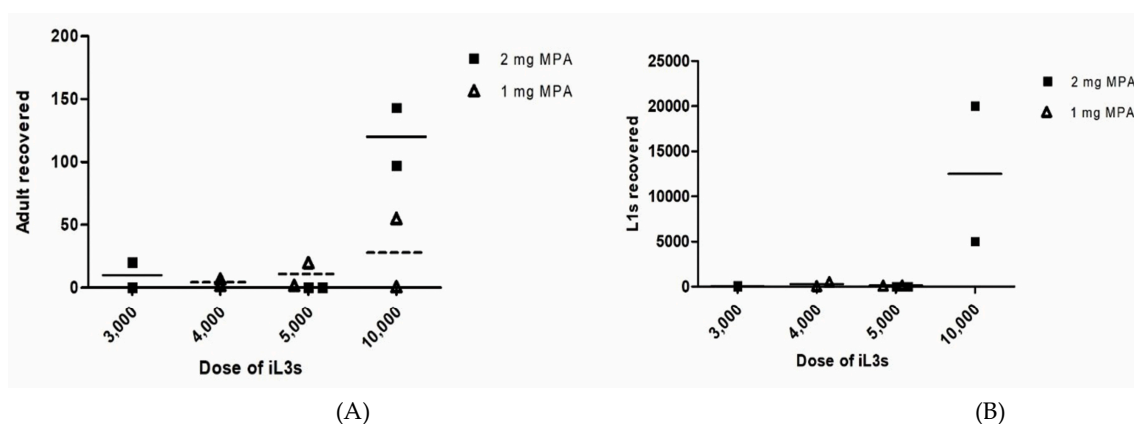 200
150
100
50
0
Adult recovered
3,000
4,000
5,000
10,000
Dose of iL3s
2 mg MPA
1 mg MPA
(A)
25000
20000
15000
10000
5000
0
L1s recovered
3,000
4,000
5,000
10,000
Dose of iL3s
2 mg MPA
1 mg MPA
(B)